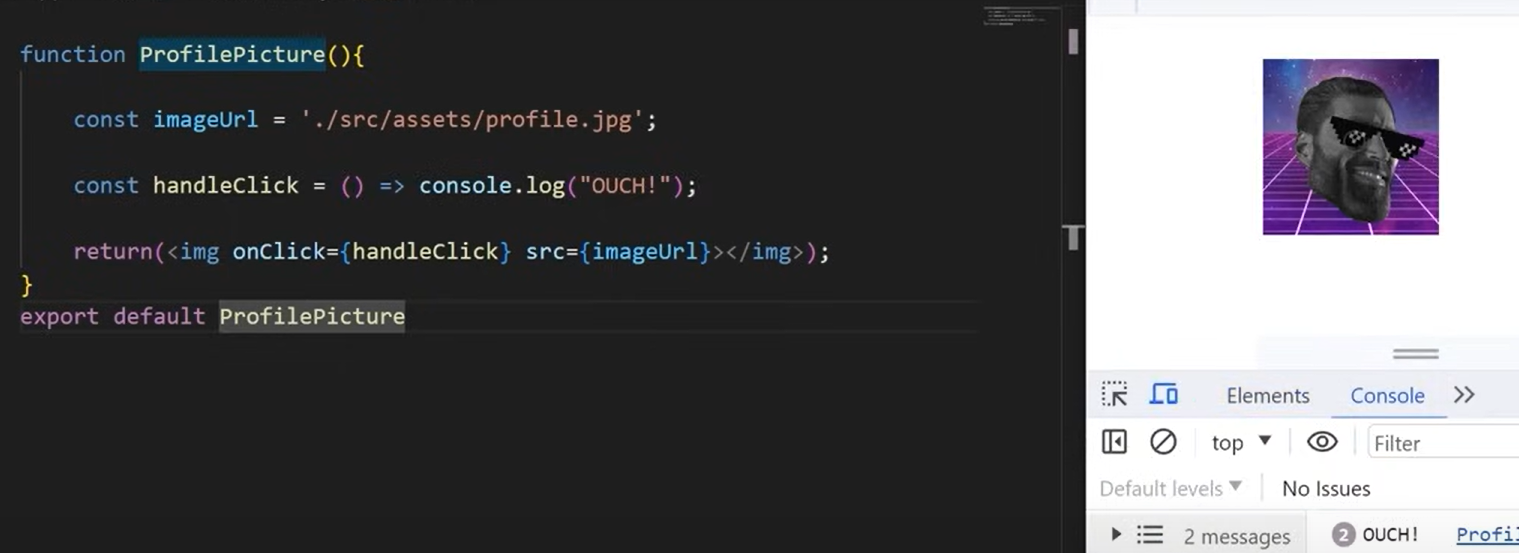 function ProfilePicture(){
const imageUrl = './src/assets/profile.jpg';
const handleClick = () => console.log("OUCH!");
return(<img onClick={handleClick} src={imageUrl}></img>);
}
export default ProfilePicture
Elements Console
top Filter
Default levels No Issues
2 messages 2 OUCH! Profil